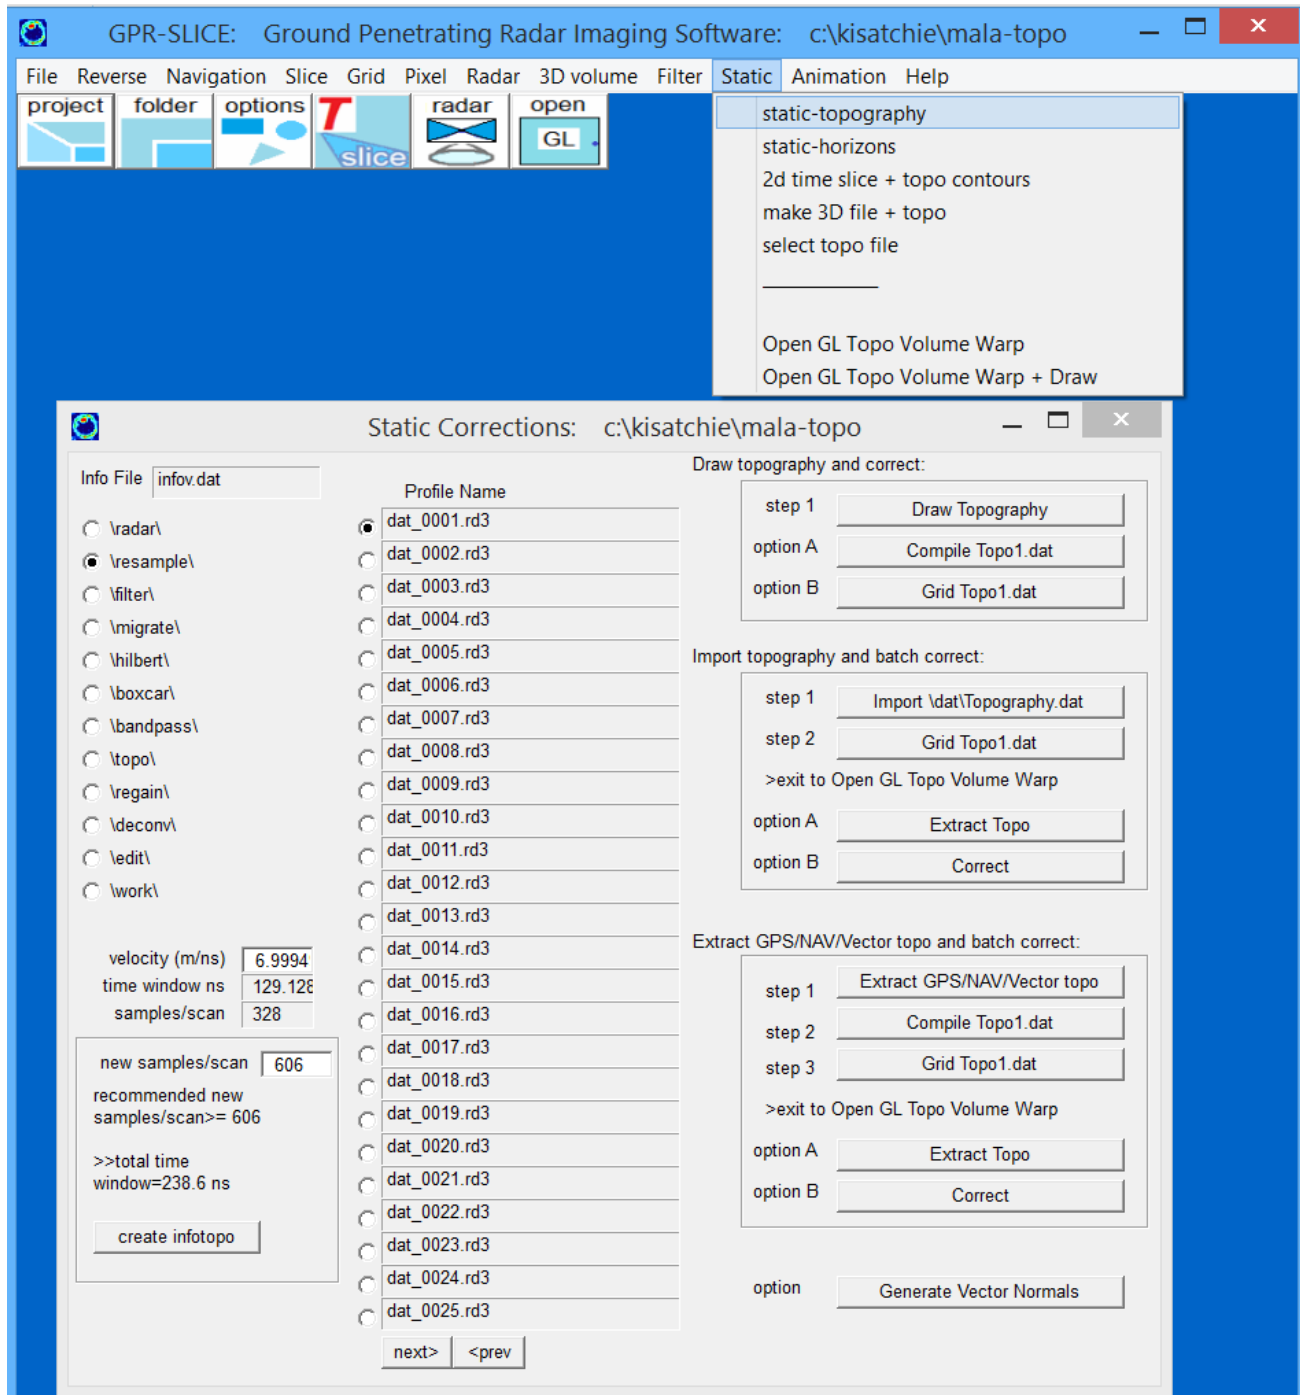 GPR-SLICE: Ground Penetrating Radar Imaging Software: c:\kisatchie\mala-topo
File Reverse Navigation Slice Grid Pixel Radar 3D volume Filter Static Animation Help
project folder options T slice radar open GL
static-topography
static-horizons
2d time slice + topo contours
make 3D file + topo
select topo file
Open GL Topo Volume Warp
Open GL Topo Volume Warp + Draw
Static Corrections: c:\kisatchie\mala-topo
Info File infov.dat
\radar\
\resample\
\filter\
\migrate\
\hilbert\
\boxcar\
\bandpass\
\topo\
\regain\
\deconv\
\edit\
\work\
velocity (m/ns) 6.9994
time window ns 129.128
samples/scan 328
new samples/scan 606
recommended new
samples/scan>= 606
>>total time
window=238.6 ns
create infotopo
Profile Name
dat_0001.rd3
dat_0002.rd3
dat_0003.rd3
dat_0004.rd3
dat_0005.rd3
dat_0006.rd3
dat_0007.rd3
dat_0008.rd3
dat_0009.rd3
dat_0010.rd3
dat_0011.rd3
dat_0012.rd3
dat_0013.rd3
dat_0014.rd3
dat_0015.rd3
dat_0016.rd3
dat_0017.rd3
dat_0018.rd3
dat_0019.rd3
dat_0020.rd3
dat_0021.rd3
dat_0022.rd3
dat_0023.rd3
dat_0024.rd3
dat_0025.rd3
next> <prev
Draw topography and correct:
step 1 Draw Topography
option A Compile Topo1.dat
option B Grid Topo1.dat
Import topography and batch correct:
step 1 Import \dat\Topography.dat
step 2 Grid Topo1.dat
>exit to Open GL Topo Volume Warp
option A Extract Topo
option B Correct
Extract GPS/NAV/Vector topo and batch correct:
step 1 Extract GPS/NAV/Vector topo
step 2 Compile Topo1.dat
step 3 Grid Topo1.dat
>exit to Open GL Topo Volume Warp
option A Extract Topo
option B Correct
option Generate Vector Normals